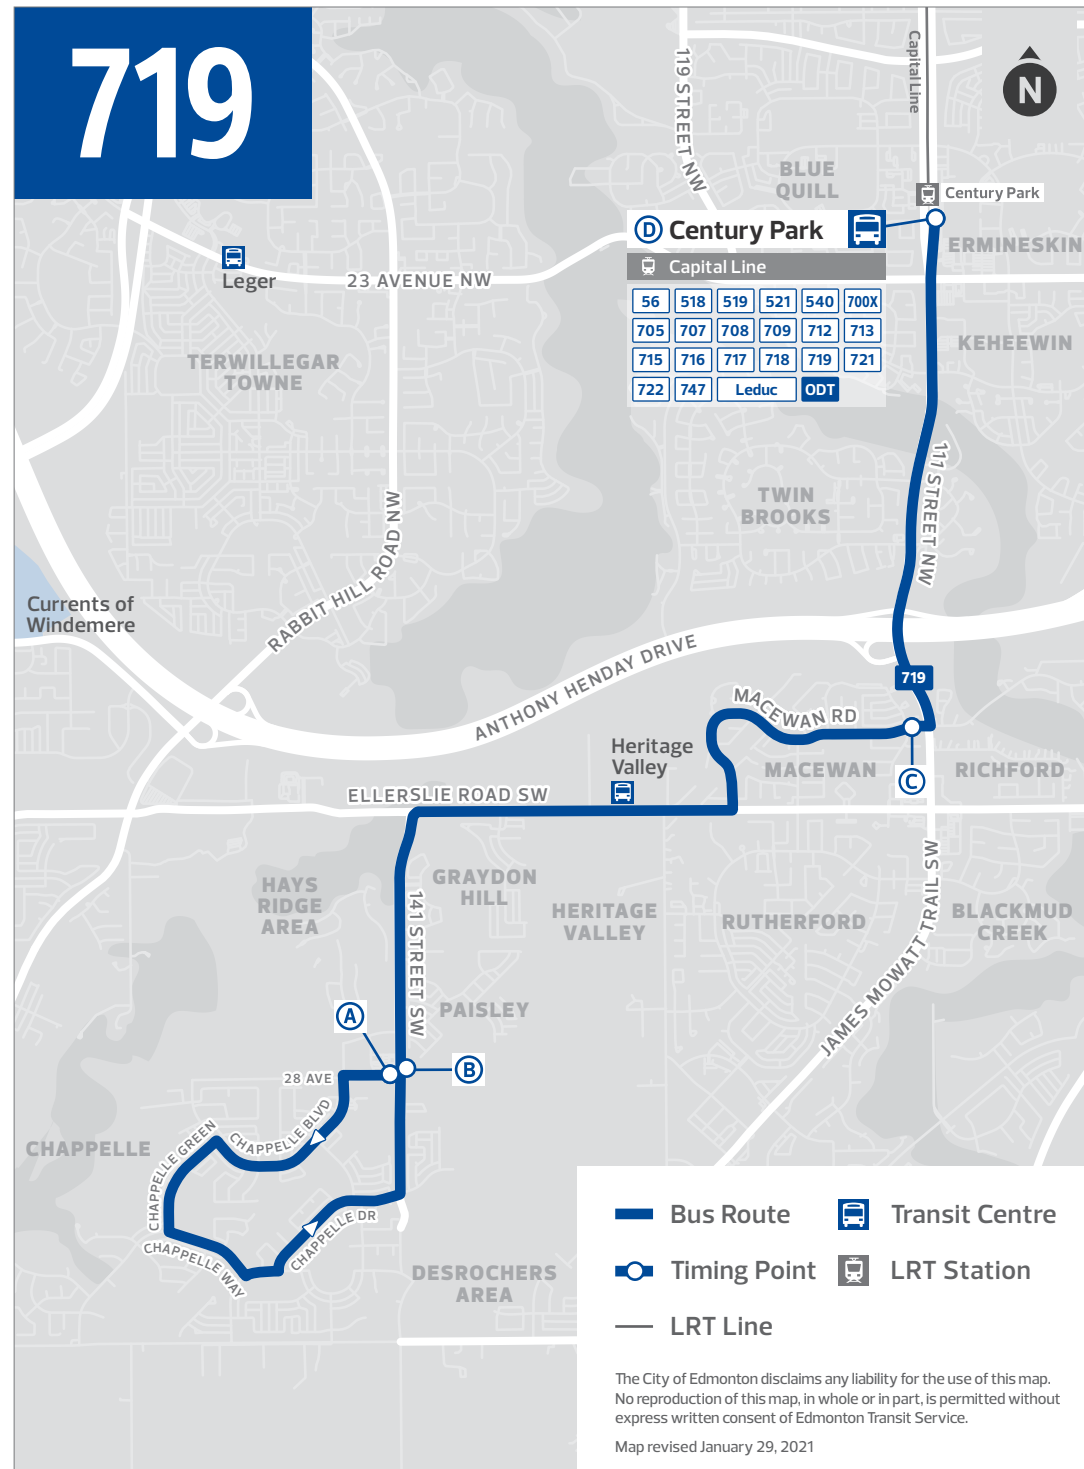 719
119 STREET NW
Capital Line
N
BLUE
QUILL
Century Park
D Century Park
ERMINESKIN
Capital Line
Leger
23 AVENUE NW
56 518 519 521 540 700X
705 707 708 709 712 713
715 716 717 718 719 721
722 747 Leduc ODT
KEHEEWIN
TERWILLEGAR
TOWNE
111 STREET NW
TWIN
BROOKS
RABBIT HILL ROAD NW
Currents of
Windemere
ANTHONY HENDAY DRIVE
719
MACEWAN RD
Heritage
Valley
MACEWAN
RICHFORD
C
ELLERSLIE ROAD SW
HAYS
RIDGE
AREA
GRAYDON
HILL
141 STREET SW
HERITAGE
VALLEY
RUTHERFORD
JAMES MOWATT TRAIL SW
BLACKMUD
CREEK
PAISLEY
A
B
28 AVE
CHAPPELLE BLVD
CHAPPELLE GREEN
CHAPPELLE
CHAPPELLE WAY
CHAPPELLE DR
DESROCHERS
AREA
Bus Route
Transit Centre
Timing Point
LRT Station
LRT Line
The City of Edmonton disclaims any liability for the use of this map.
No reproduction of this map, in whole or in part, is permitted without
express written consent of Edmonton Transit Service.
Map revised January 29, 2021